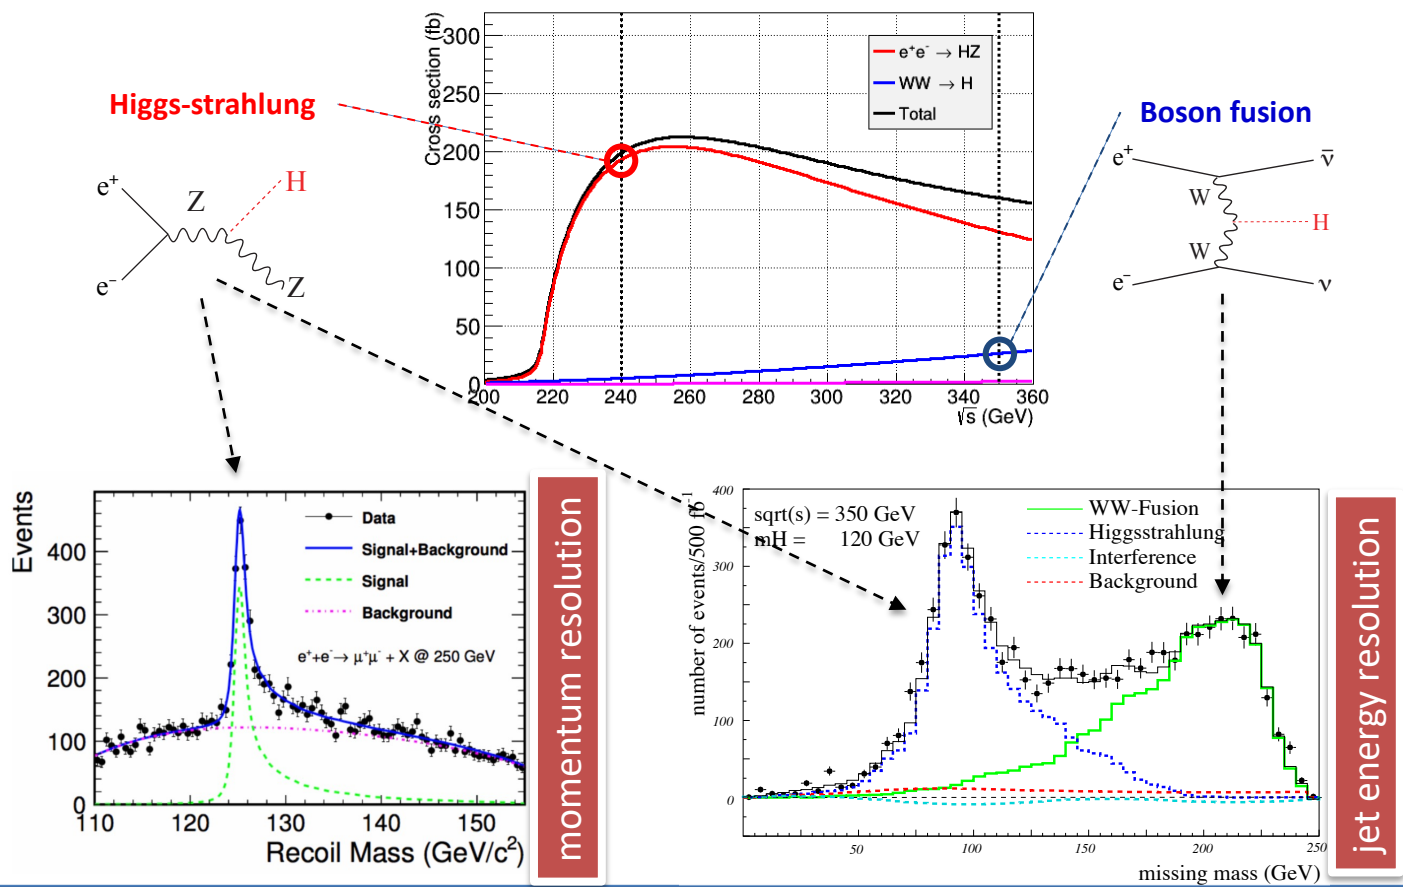 Higgs-strahlung
Boson fusion
Cross section (fb)
300
250
200
150
100
50
0
e⁺e⁻ → HZ
WW → H
Total
200 220 240 260 280 300 320 340 360
√s (GeV)
e⁺
e⁻
Z
H
Z
e⁺
e⁻
W
W
H
ν̄
ν
Events
400
300
200
100
0
Data
Signal+Background
Signal
Background
e⁺+e⁻→ μ⁺μ⁻ + X @ 250 GeV
110 120 130 140 150
Recoil Mass (GeV/c²)
momentum resolution
number of events/500 fb⁻¹
400
300
200
100
0
sqrt(s) = 350 GeV
mH = 120 GeV
WW-Fusion
Higgsstrahlung
Interference
Background
50 100 150 200 250
missing mass (GeV)
jet energy resolution